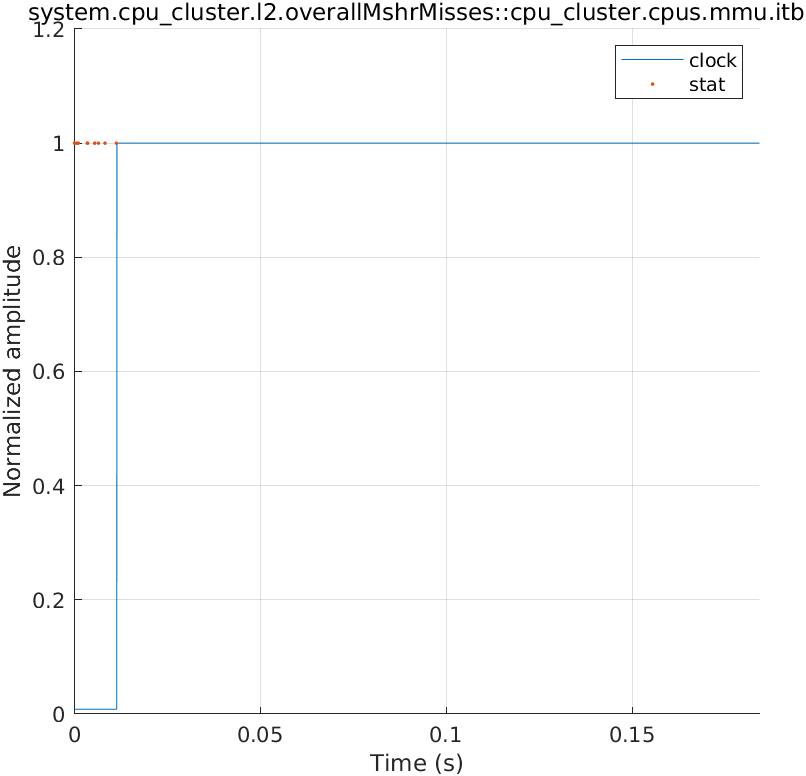 system.cpu_cluster.l2.overallMshrMisses::cpu_cluster.cpus.mmu.itb
1.2
clock
stat
1
0.8
0.6
0.4
0.2
0
Normalized amplitude
0 0.05 0.1 0.15
Time (s)